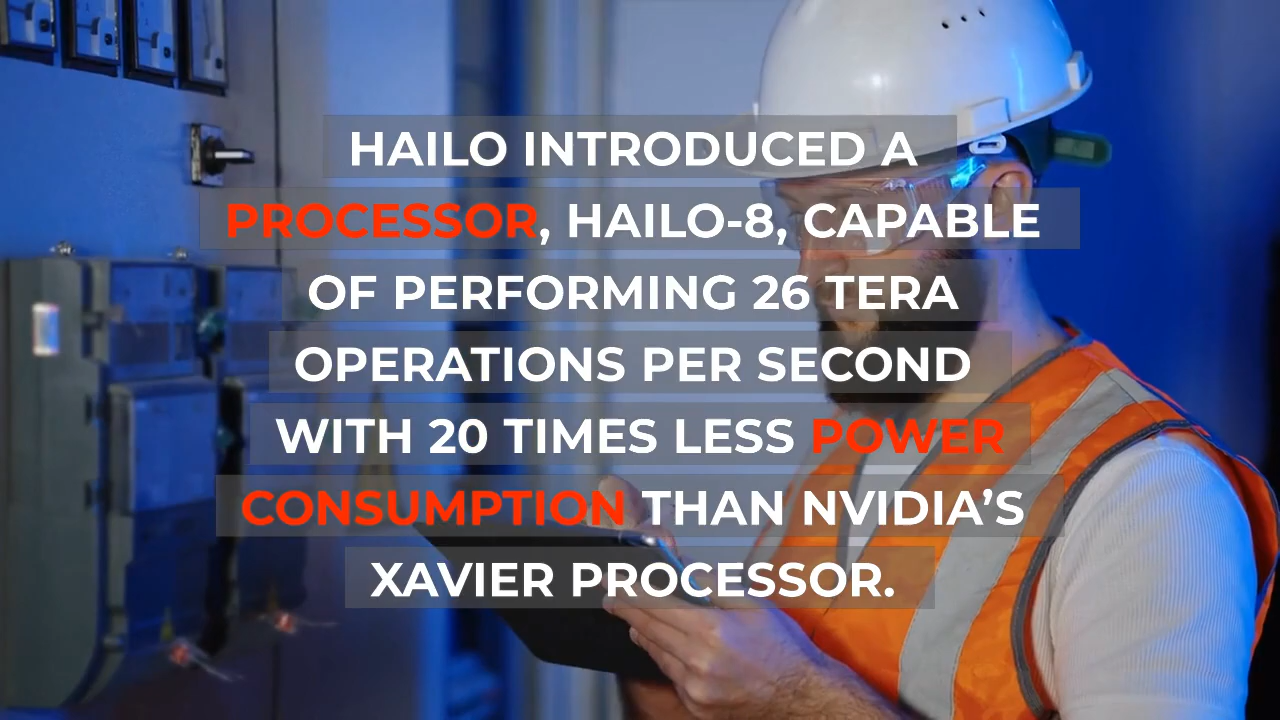 HAILO INTRODUCED A
PROCESSOR, HAILO-8, CAPABLE
OF PERFORMING 26 TERA
OPERATIONS PER SECOND
WITH 20 TIMES LESS POWER
CONSUMPTION THAN NVIDIA’S
XAVIER PROCESSOR.